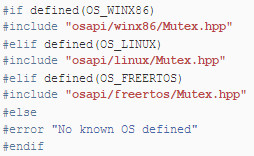 #if defined(OS_WINX86)
#include "osapi/winx86/Mutex.hpp"
#elif defined(OS_LINUX)
#include "osapi/linux/Mutex.hpp"
#elif defined(OS_FREERTOS)
#include "osapi/freertos/Mutex.hpp"
#else
#error "No known OS defined"
#endif